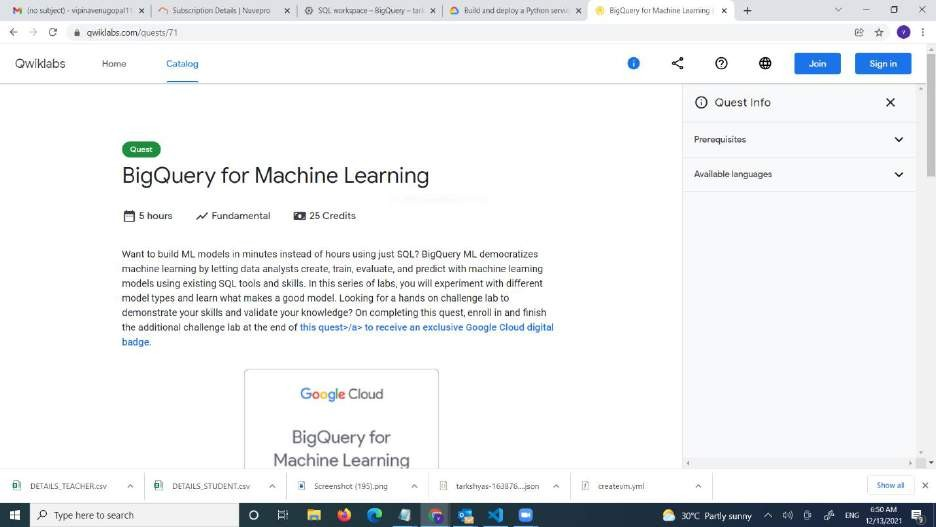 (no subject) - vipinavenugopal11
Subscription Details | Navepro
SQL workspace – BigQuery – tark
Build and deploy a Python servi
BigQuery for Machine Learning |
qwiklabs.com/quests/71
Qwiklabs
Home
Catalog
Join
Sign in
Quest Info
Prerequisites
Available languages
Quest
BigQuery for Machine Learning
5 hours
Fundamental
25 Credits
Want to build ML models in minutes instead of hours using just SQL? BigQuery ML democratizes
machine learning by letting data analysts create, train, evaluate, and predict with machine learning
models using existing SQL tools and skills. In this series of labs, you will experiment with different
model types and learn what makes a good model. Looking for a hands on challenge lab to
demonstrate your skills and validate your knowledge? On completing this quest, enroll in and finish
the additional challenge lab at the end of this quest>/a> to receive an exclusive Google Cloud digital
badge.
Google Cloud
BigQuery for
Machine Learning
DETAILS_TEACHER.csv
DETAILS_STUDENT.csv
Screenshot (195).png
tarkshyas-163876....json
createvm.yml
Show all
Type here to search
30°C Partly sunny
ENG
6:50 AM
12/13/2021